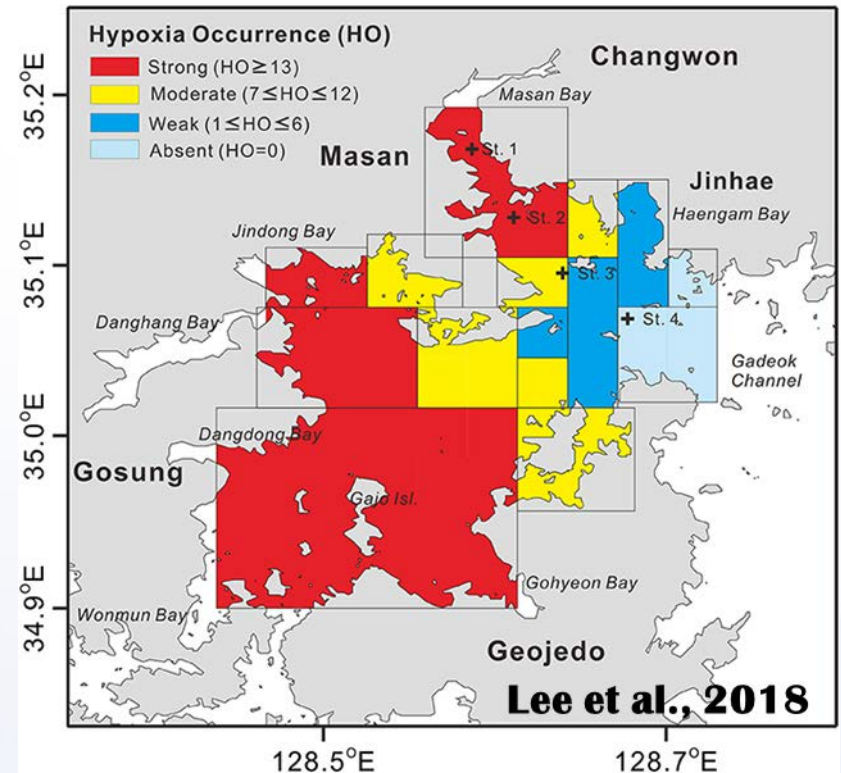 Hypoxia Occurrence (HO)
Strong (HO≥13)
Moderate (7≤HO≤12)
Weak (1≤HO≤6)
Absent (HO=0)
Changwon
35.2°E
Masan Bay
Masan
St. 1
Jinhae
St. 2
Haengam Bay
Jindong Bay
35.1°E
St. 3
Danghang Bay
St. 4
Gadeok
Channel
35.0°E
Dangdong Bay
Gosung
Gajo Isl.
Gohyeon Bay
34.9°E
Wonmun Bay
Geojedo
Lee et al., 2018
128.5°E
128.7°E